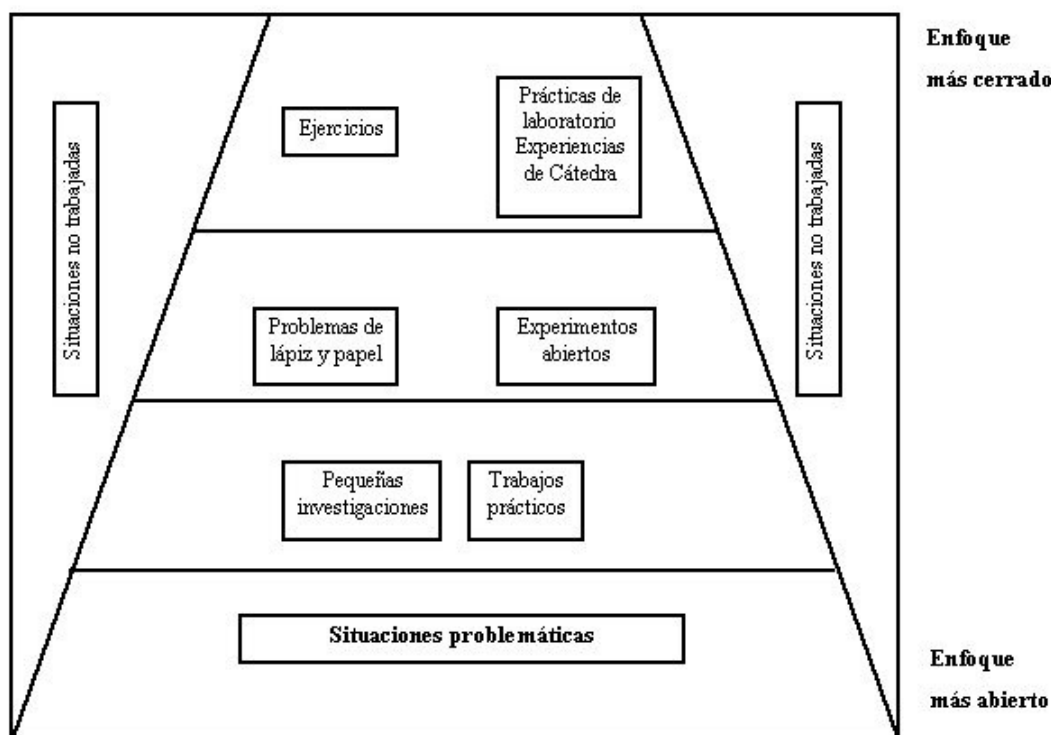 Enfoque
más cerrado
Situaciones no trabajadas
Ejercicios
Prácticas de
laboratorio
Experiencias
de Cátedra
Situaciones no trabajadas
Problemas de
lápiz y papel
Experimentos
abiertos
Pequeñas
investigaciones
Trabajos
prácticos
Situaciones problemáticas
Enfoque
más abierto